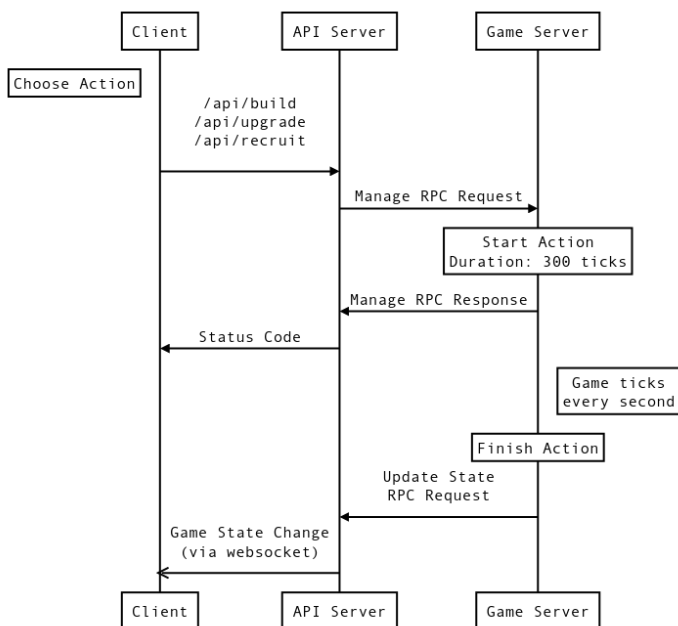 Client
API Server
Game Server
Choose Action
/api/build
/api/upgrade
/api/recruit
Manage RPC Request
Start Action
Duration: 300 ticks
Manage RPC Response
Status Code
Game ticks
every second
Finish Action
Update State
RPC Request
Game State Change
(via websocket)
Client
API Server
Game Server